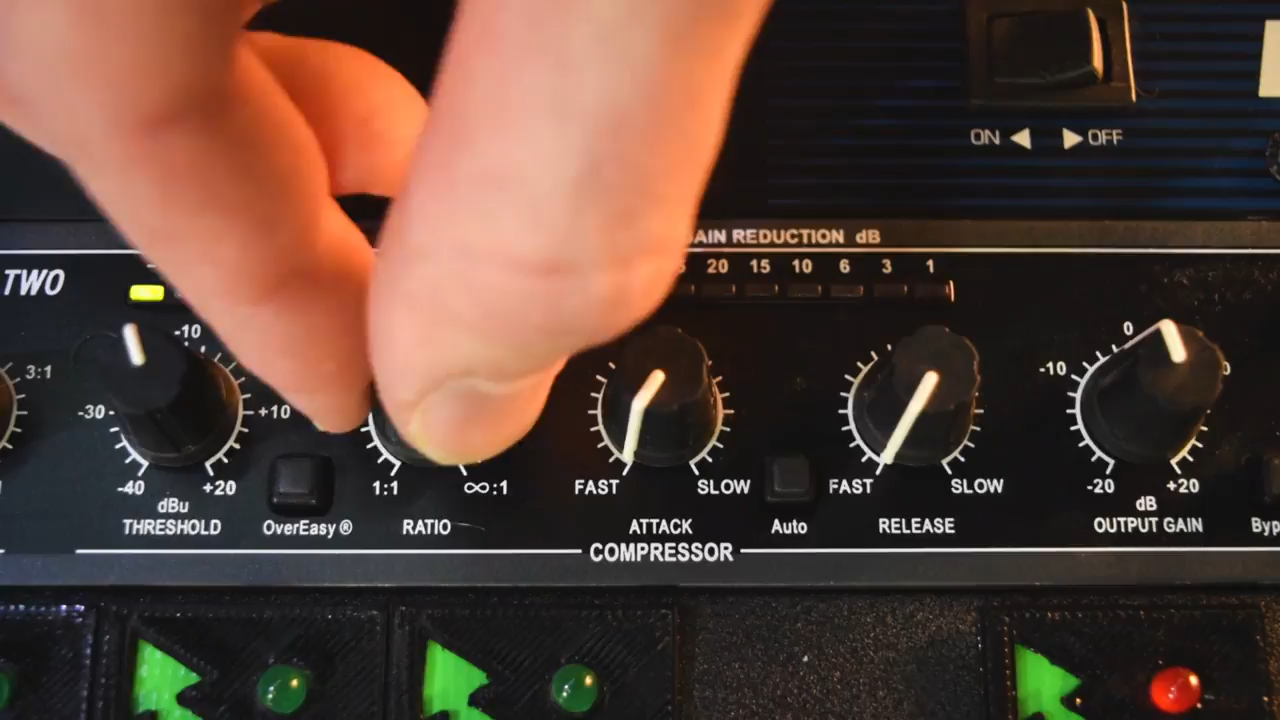 ON ◀ ▶ OFF
GAIN REDUCTION dB
TWO
20 15 10 6 3 1
-10
0
3:1
-10
-30
+10
-40 +20
1:1 ∞:1
FAST SLOW
FAST SLOW
-20 +20
dBu
dB
THRESHOLD
OverEasy®
RATIO
ATTACK
Auto
RELEASE
OUTPUT GAIN
Byp
COMPRESSOR